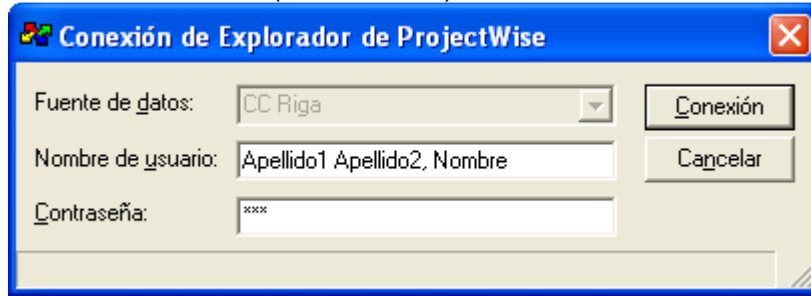 Conexión de Explorador de ProjectWise
Fuente de datos: CC Riga Conexión
Nombre de usuario: Apellido1 Apellido2, Nombre Cancelar
Contraseña: ***